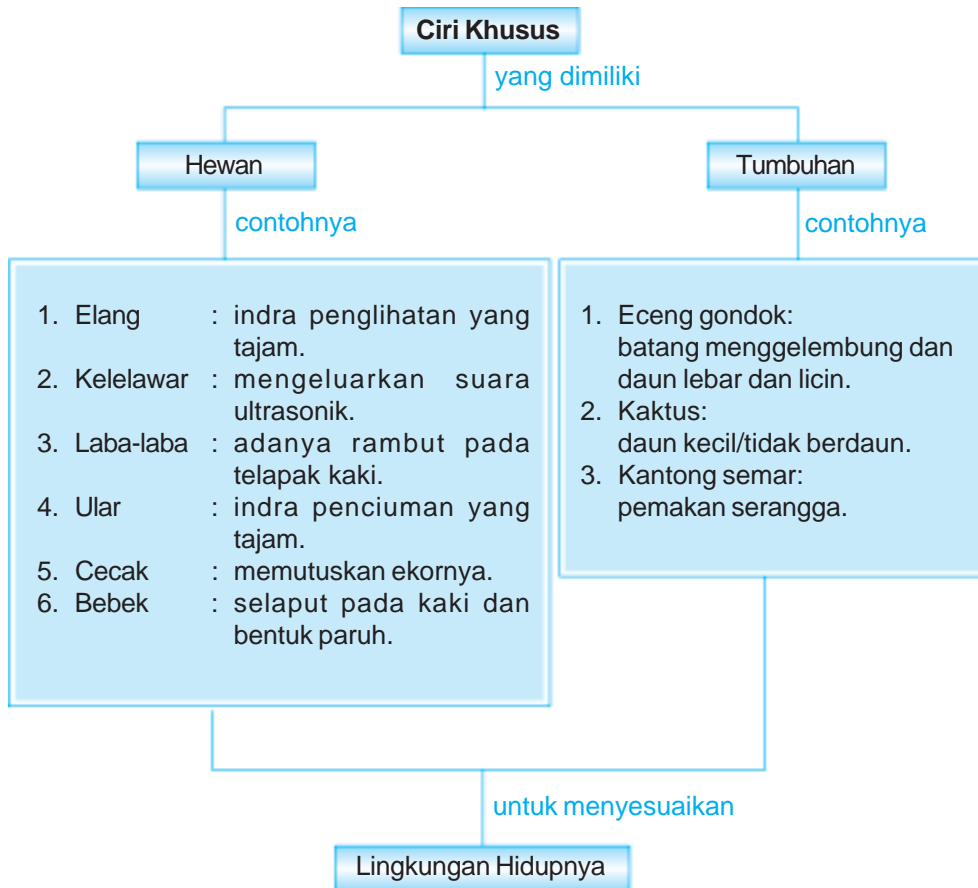 Ciri Khusus
yang dimiliki
Hewan
contohnya
1. Elang : indra penglihatan yang
tajam.
2. Kelelawar : mengeluarkan suara
ultrasonik.
3. Laba-laba : adanya rambut pada
telapak kaki.
4. Ular : indra penciuman yang
tajam.
5. Cecak : memutuskan ekornya.
6. Bebek : selaput pada kaki dan
bentuk paruh.
Tumbuhan
contohnya
1. Eceng gondok:
batang menggelembung dan
daun lebar dan licin.
2. Kaktus:
daun kecil/tidak berdaun.
3. Kantong semar:
pemakan serangga.
untuk menyesuaikan
Lingkungan Hidupnya